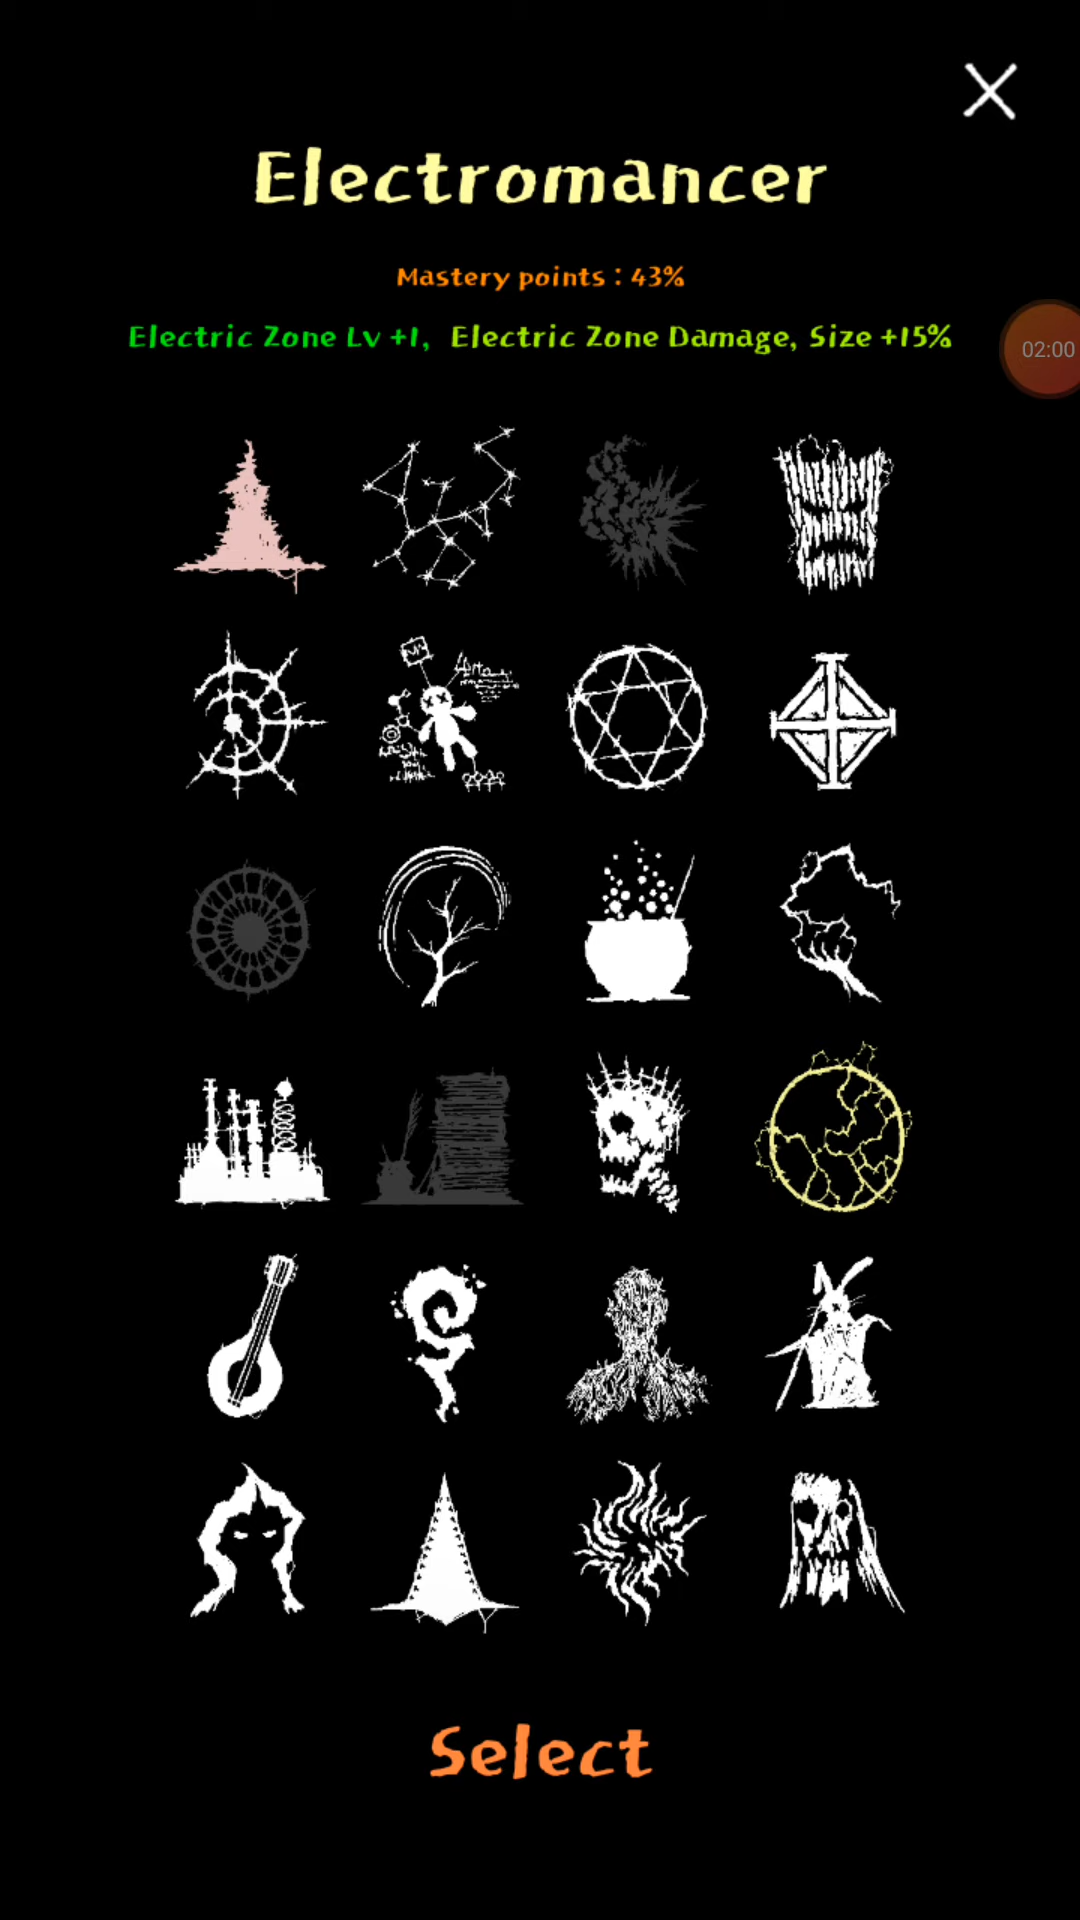 Electromancer
Mastery points : 43%
Electric Zone Lv +1, Electric Zone Damage, Size +15%
02:00
Select